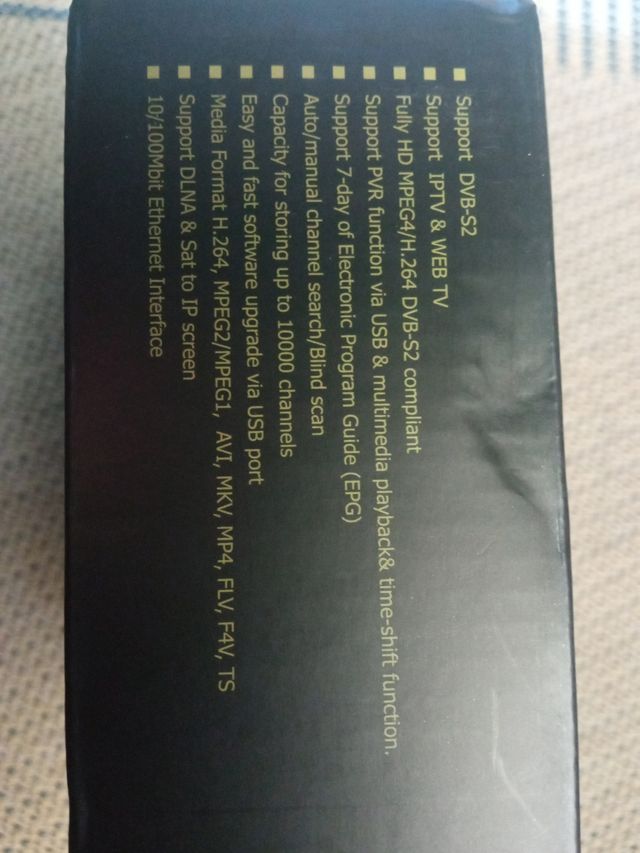 ■ Support DVB-S2
■ Support IPTV & WEB TV
■ Fully HD MPEG4/H.264 DVB-S2 compliant
■ Support PVR function via USB & multimedia playback& time-shift function.
■ Support 7-day of Electronic Program Guide (EPG)
■ Auto/manual channel search/Blind scan
■ Capacity for storing up to 10000 channels
■ Easy and fast software upgrade via USB port
■ Media Format H.264, MPEG2/MPEG1, AVI, MKV, MP4, FLV, F4V, TS
■ Support DLNA & Sat to IP screen
■ 10/100Mbit Ethernet Interface